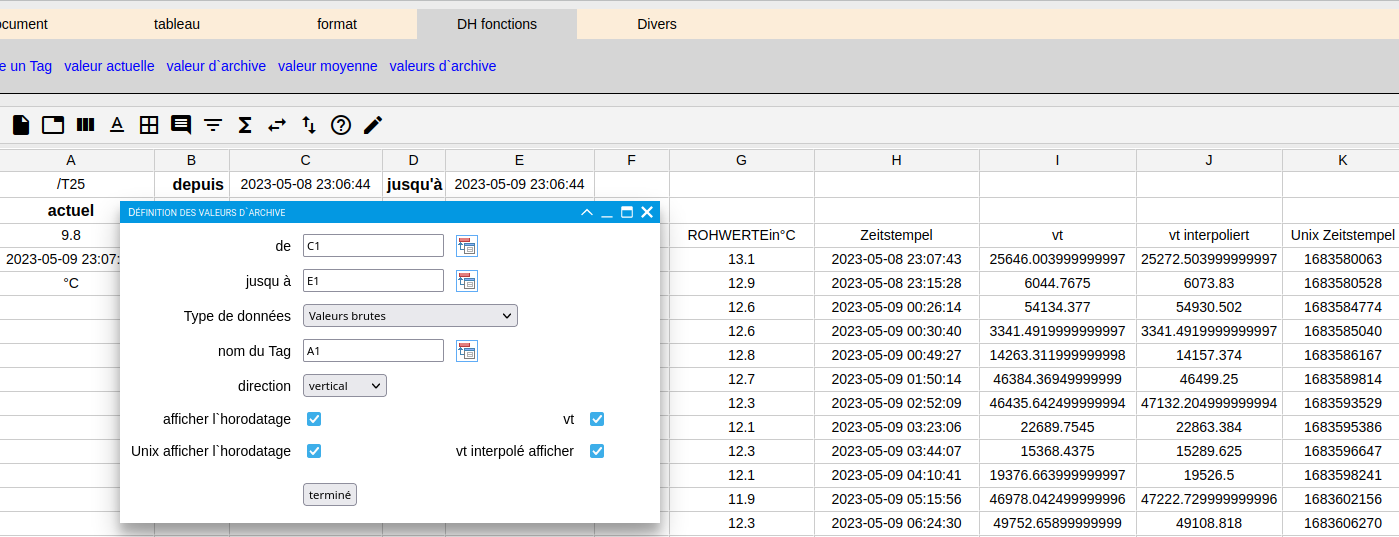 ocument tableau format DH fonctions Divers
e un Tag valeur actuelle valeur d`archive valeur moyenne valeurs d`archive
A B C D E F G H I J K
/T25 depuis 2023-05-08 23:06:44 jusqu'à 2023-05-09 23:06:44
actuel
DÉFINITION DES VALEURS D`ARCHIVE
9.8 ROHWERTEin°C Zeitstempel vt vt interpoliert Unix Zeitstempel
de C1
2023-05-09 23:07: 13.1 2023-05-08 23:07:43 25646.003999999997 25272.503999999997 1683580063
jusqu à E1
°C 12.9 2023-05-08 23:15:28 6044.7675 6073.83 1683580528
Type de données Valeurs brutes
12.6 2023-05-09 00:26:14 54134.377 54930.502 1683584774
12.6 2023-05-09 00:30:40 3341.4919999999997 3341.4919999999997 1683585040
nom du Tag A1
12.8 2023-05-09 00:49:27 14263.311999999998 14157.374 1683586167
direction vertical
12.7 2023-05-09 01:50:14 46384.36949999999 46499.25 1683589814
12.3 2023-05-09 02:52:09 46435.642499999994 47132.204999999994 1683593529
afficher l`horodatage vt
12.1 2023-05-09 03:23:06 22689.7545 22863.384 1683595386
Unix afficher l`horodatage vt interpolé afficher
12.3 2023-05-09 03:44:07 15368.4375 15289.625 1683596647
12.1 2023-05-09 04:10:41 19376.663999999997 19526.5 1683598241
terminé
11.9 2023-05-09 05:15:56 46978.042499999996 47222.729999999996 1683602156
12.3 2023-05-09 06:24:30 49752.65899999999 49108.818 1683606270